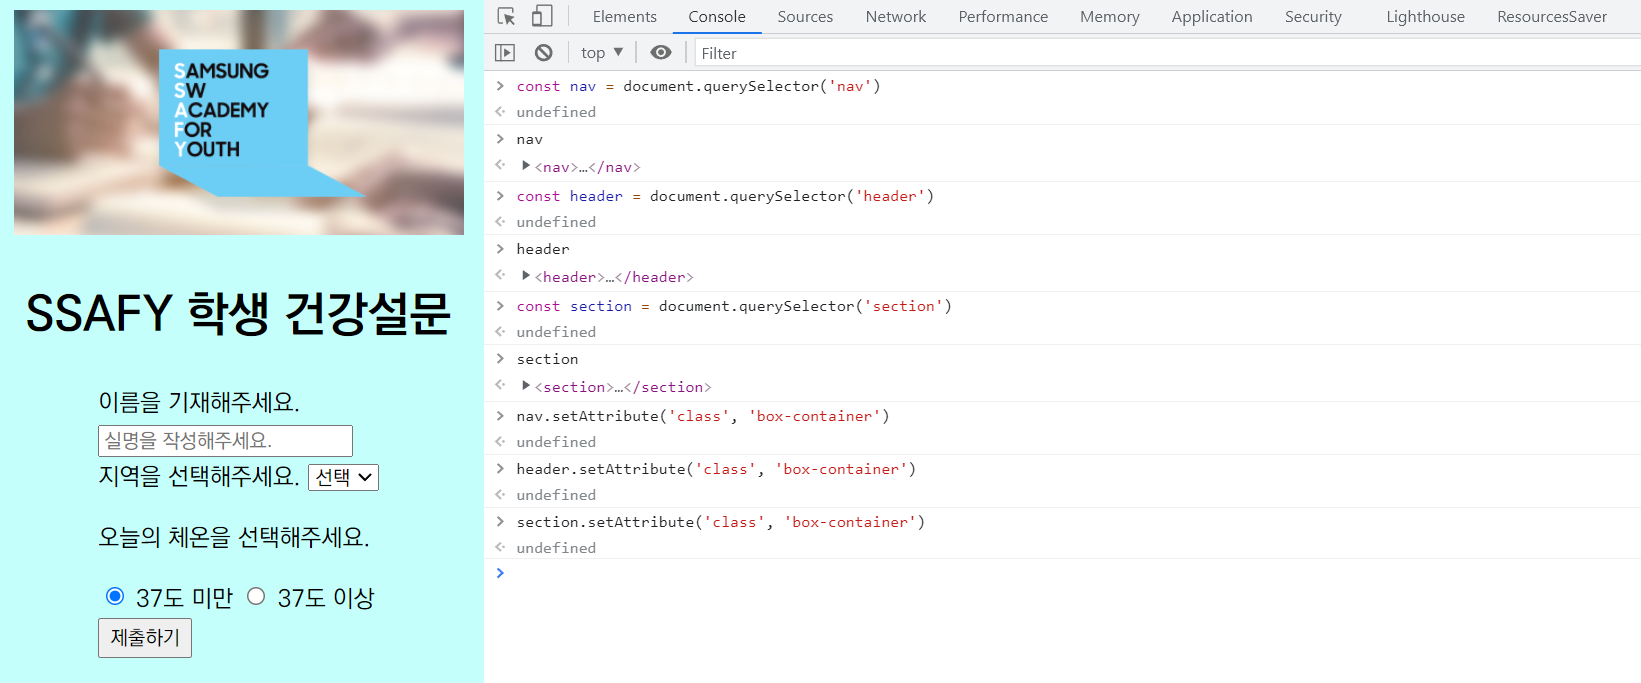 SAMSUNG
SW
ACADEMY
FOR
YOUTH
SSAFY 학생 건강설문
이름을 기재해주세요.
실명을 작성해주세요.
지역을 선택해주세요. 선택
오늘의 체온을 선택해주세요.
37도 미만 37도 이상
제출하기
Elements Console Sources Network Performance Memory Application Security Lighthouse ResourcesSaver
top ▼ Filter
> const nav = document.querySelector('nav')
<· undefined
> nav
<· ▶<nav>…</nav>
> const header = document.querySelector('header')
<· undefined
> header
<· ▶<header>…</header>
> const section = document.querySelector('section')
<· undefined
> section
<· ▶<section>…</section>
> nav.setAttribute('class', 'box-container')
<· undefined
> header.setAttribute('class', 'box-container')
<· undefined
> section.setAttribute('class', 'box-container')
<· undefined
>